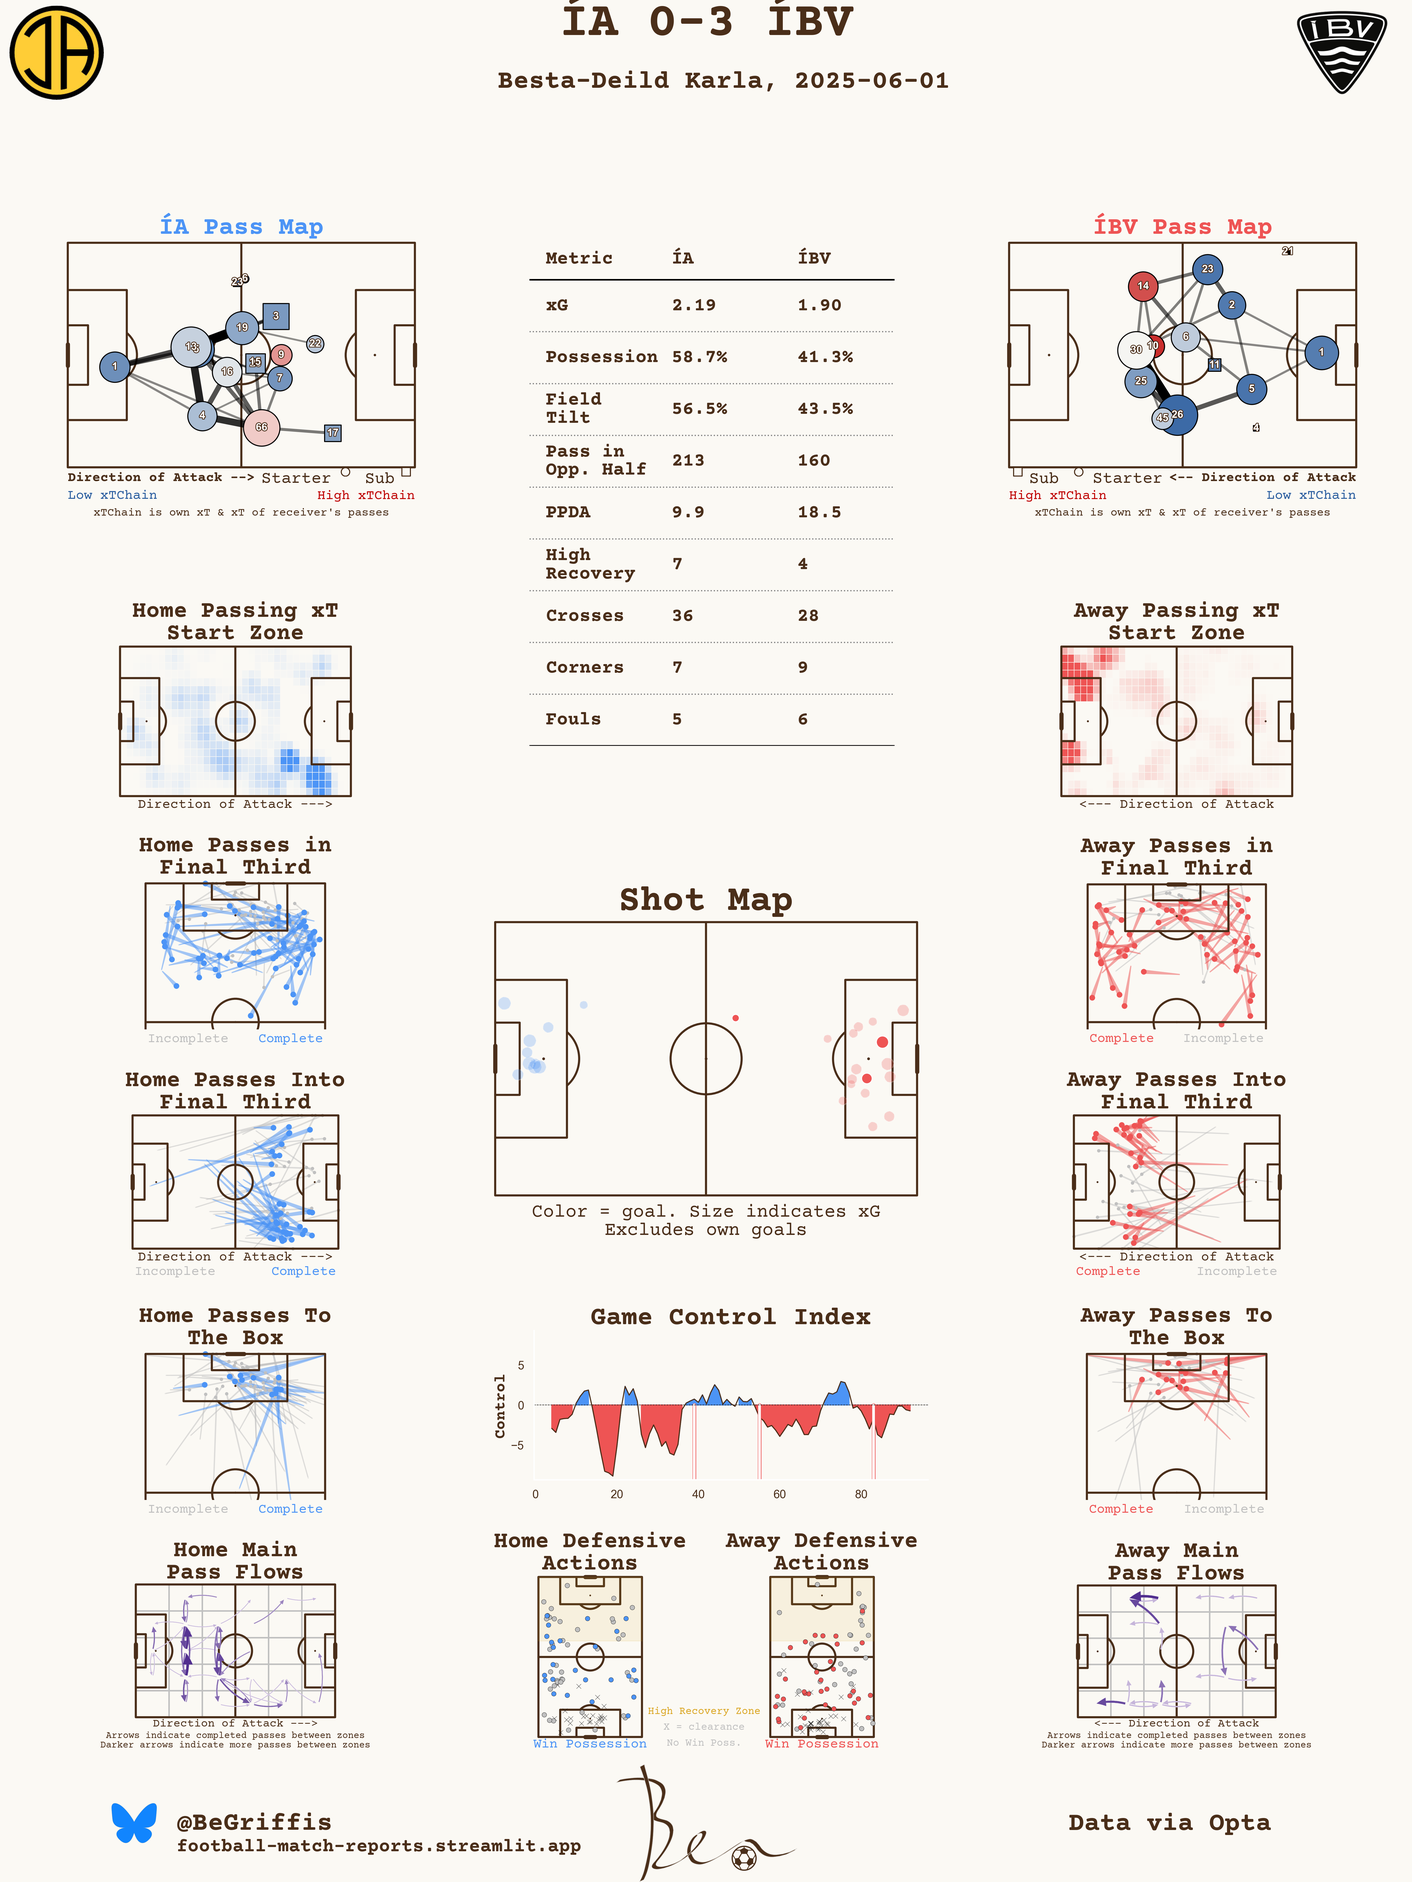 ÍA 0-3 ÍBV
Besta-Deild Karla, 2025-06-01
ÍBV
ÍA Pass Map
23 6
3
19
22
13
9
15
1
16
7
4
66
17
Direction of Attack --> Starter Sub
Low xTChain High xTChain
xTChain is own xT & xT of receiver's passes
Metric ÍA ÍBV
xG 2.19 1.90
Possession 58.7% 41.3%
Field
Tilt 56.5% 43.5%
Pass in
Opp. Half 213 160
PPDA 9.9 18.5
High
Recovery 7 4
Crosses 36 28
Corners 7 9
Fouls 5 6
ÍBV Pass Map
21
23
14
2
6
30 10
1
11
25
5
45 26
4
Sub Starter <-- Direction of Attack
High xTChain Low xTChain
xTChain is own xT & xT of receiver's passes
Home Passing xT
Start Zone
Direction of Attack --->
Away Passing xT
Start Zone
<--- Direction of Attack
Home Passes in
Final Third
Incomplete Complete
Shot Map
Color = goal. Size indicates xG
Excludes own goals
Away Passes in
Final Third
Complete Incomplete
Home Passes Into
Final Third
Direction of Attack --->
Incomplete Complete
Away Passes Into
Final Third
<--- Direction of Attack
Complete Incomplete
Home Passes To
The Box
Incomplete Complete
Game Control Index
Control
5
0
−5
0 20 40 60 80
Away Passes To
The Box
Complete Incomplete
Home Main
Pass Flows
Direction of Attack --->
Arrows indicate completed passes between zones
Darker arrows indicate more passes between zones
Home Defensive
Actions
Win Possession
High Recovery Zone
X = clearance
No Win Poss.
Away Defensive
Actions
Win Possession
Away Main
Pass Flows
<--- Direction of Attack
Arrows indicate completed passes between zones
Darker arrows indicate more passes between zones
@BeGriffis
football-match-reports.streamlit.app
Ben
Data via Opta